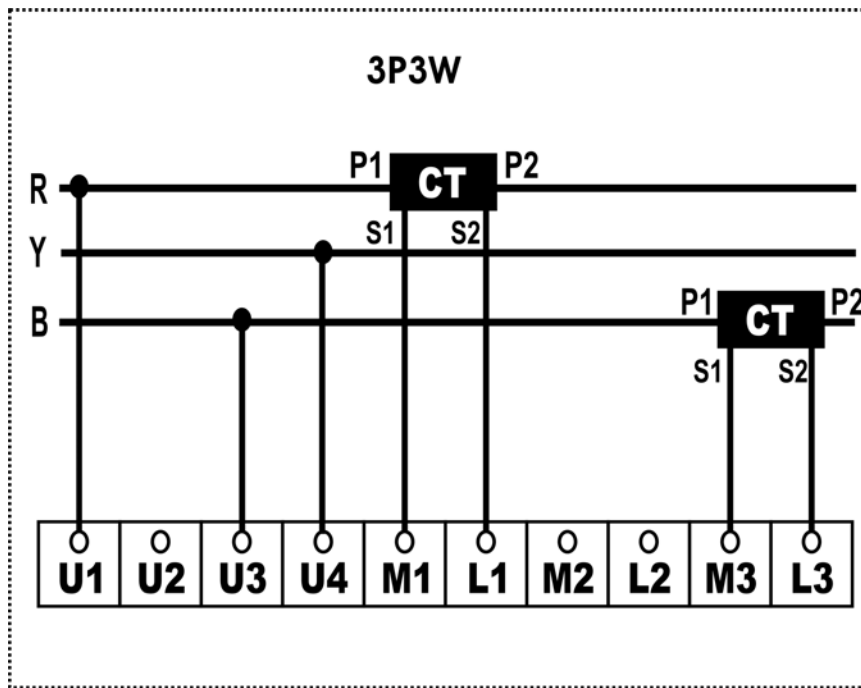 3P3W
R P1 CT P2
S1 S2
Y
B P1 CT P2
S1 S2
U1 U2 U3 U4 M1 L1 M2 L2 M3 L3